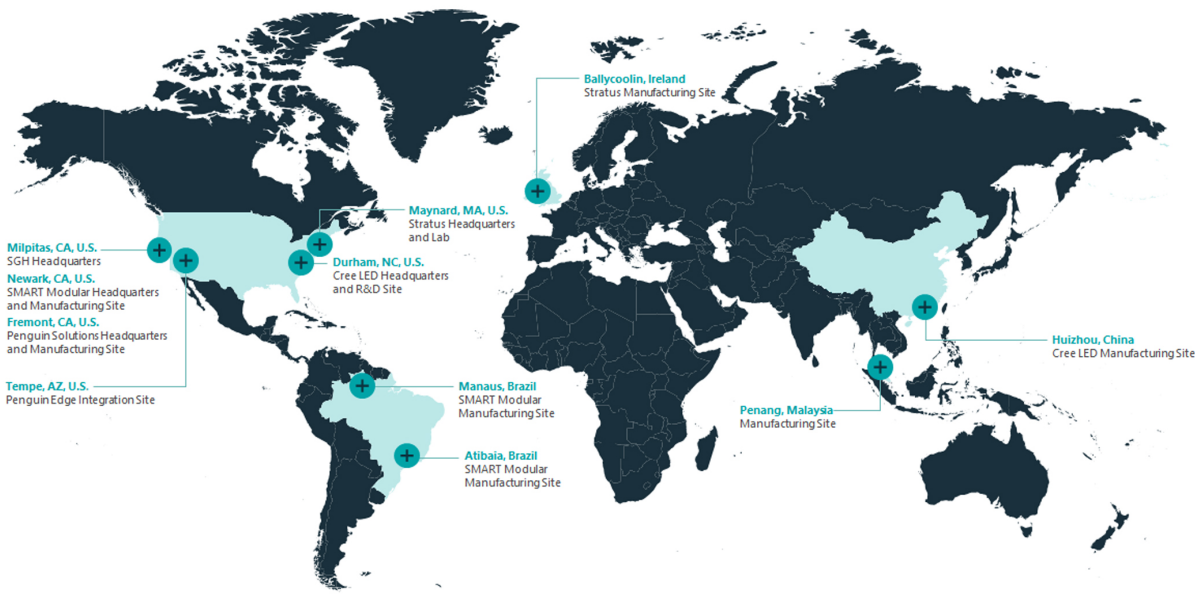 Ballycoolin, Ireland
Stratus Manufacturing Site
Maynard, MA, U.S.
Stratus Headquarters
and Lab
Milpitas, CA, U.S.
SGH Headquarters
Newark, CA, U.S.
SMART Modular Headquarters
and Manufacturing Site
Fremont, CA, U.S.
Penguin Solutions Headquarters
and Manufacturing Site
Tempe, AZ, U.S.
Penguin Edge Integration Site
Durham, NC, U.S.
Cree LED Headquarters
and R&D Site
Manaus, Brazil
SMART Modular
Manufacturing Site
Atibaia, Brazil
SMART Modular
Manufacturing Site
Huizhou, China
Cree LED Manufacturing Site
Penang, Malaysia
Manufacturing Site